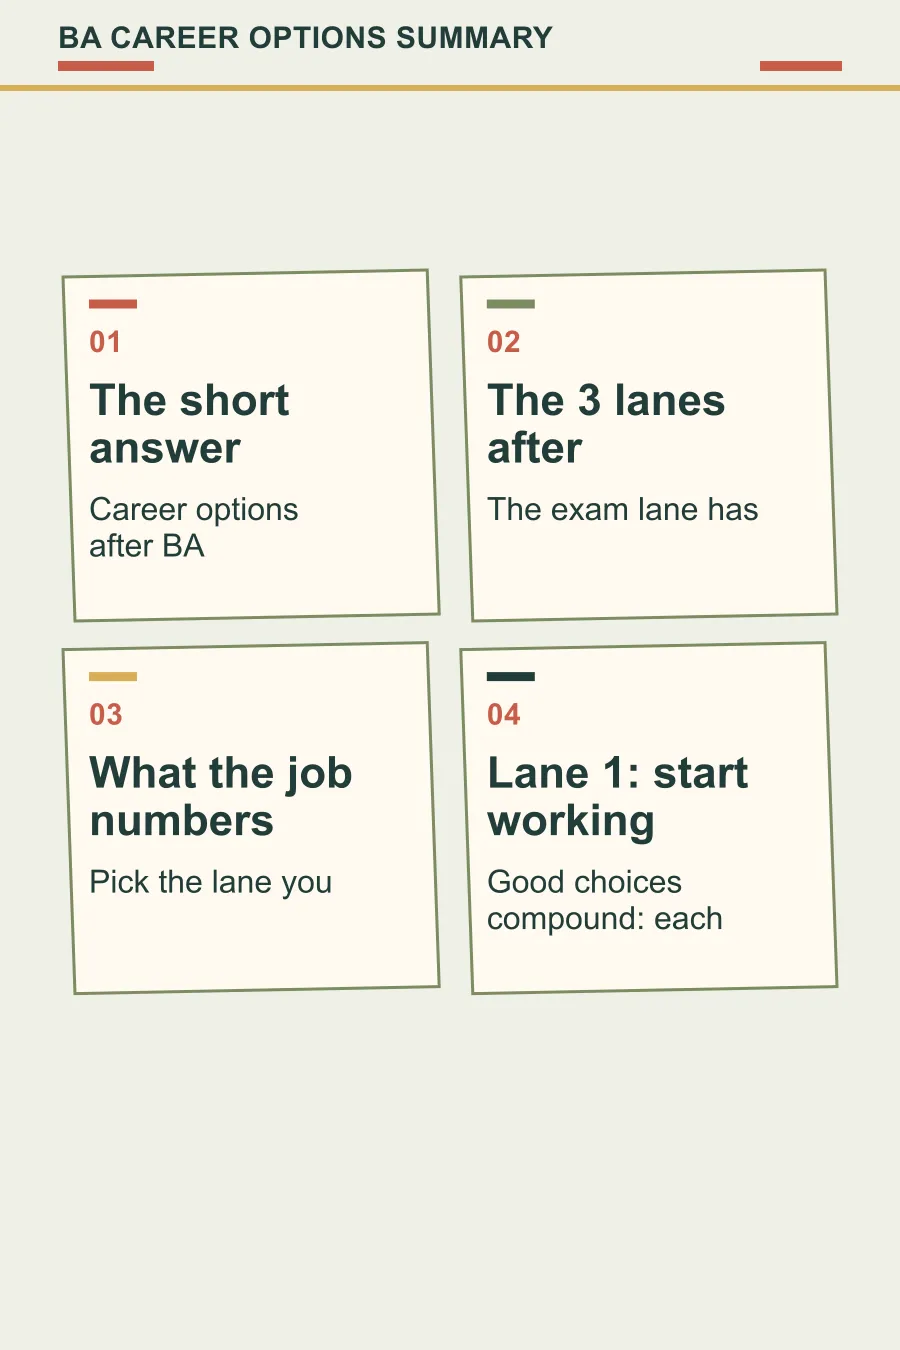 BA CAREER OPTIONS SUMMARY
01
The short
answer
Career options
after BA
02
The 3 lanes
after
The exam lane has
03
What the job
numbers
Pick the lane you
04
Lane 1: start
working
Good choices
compound: each